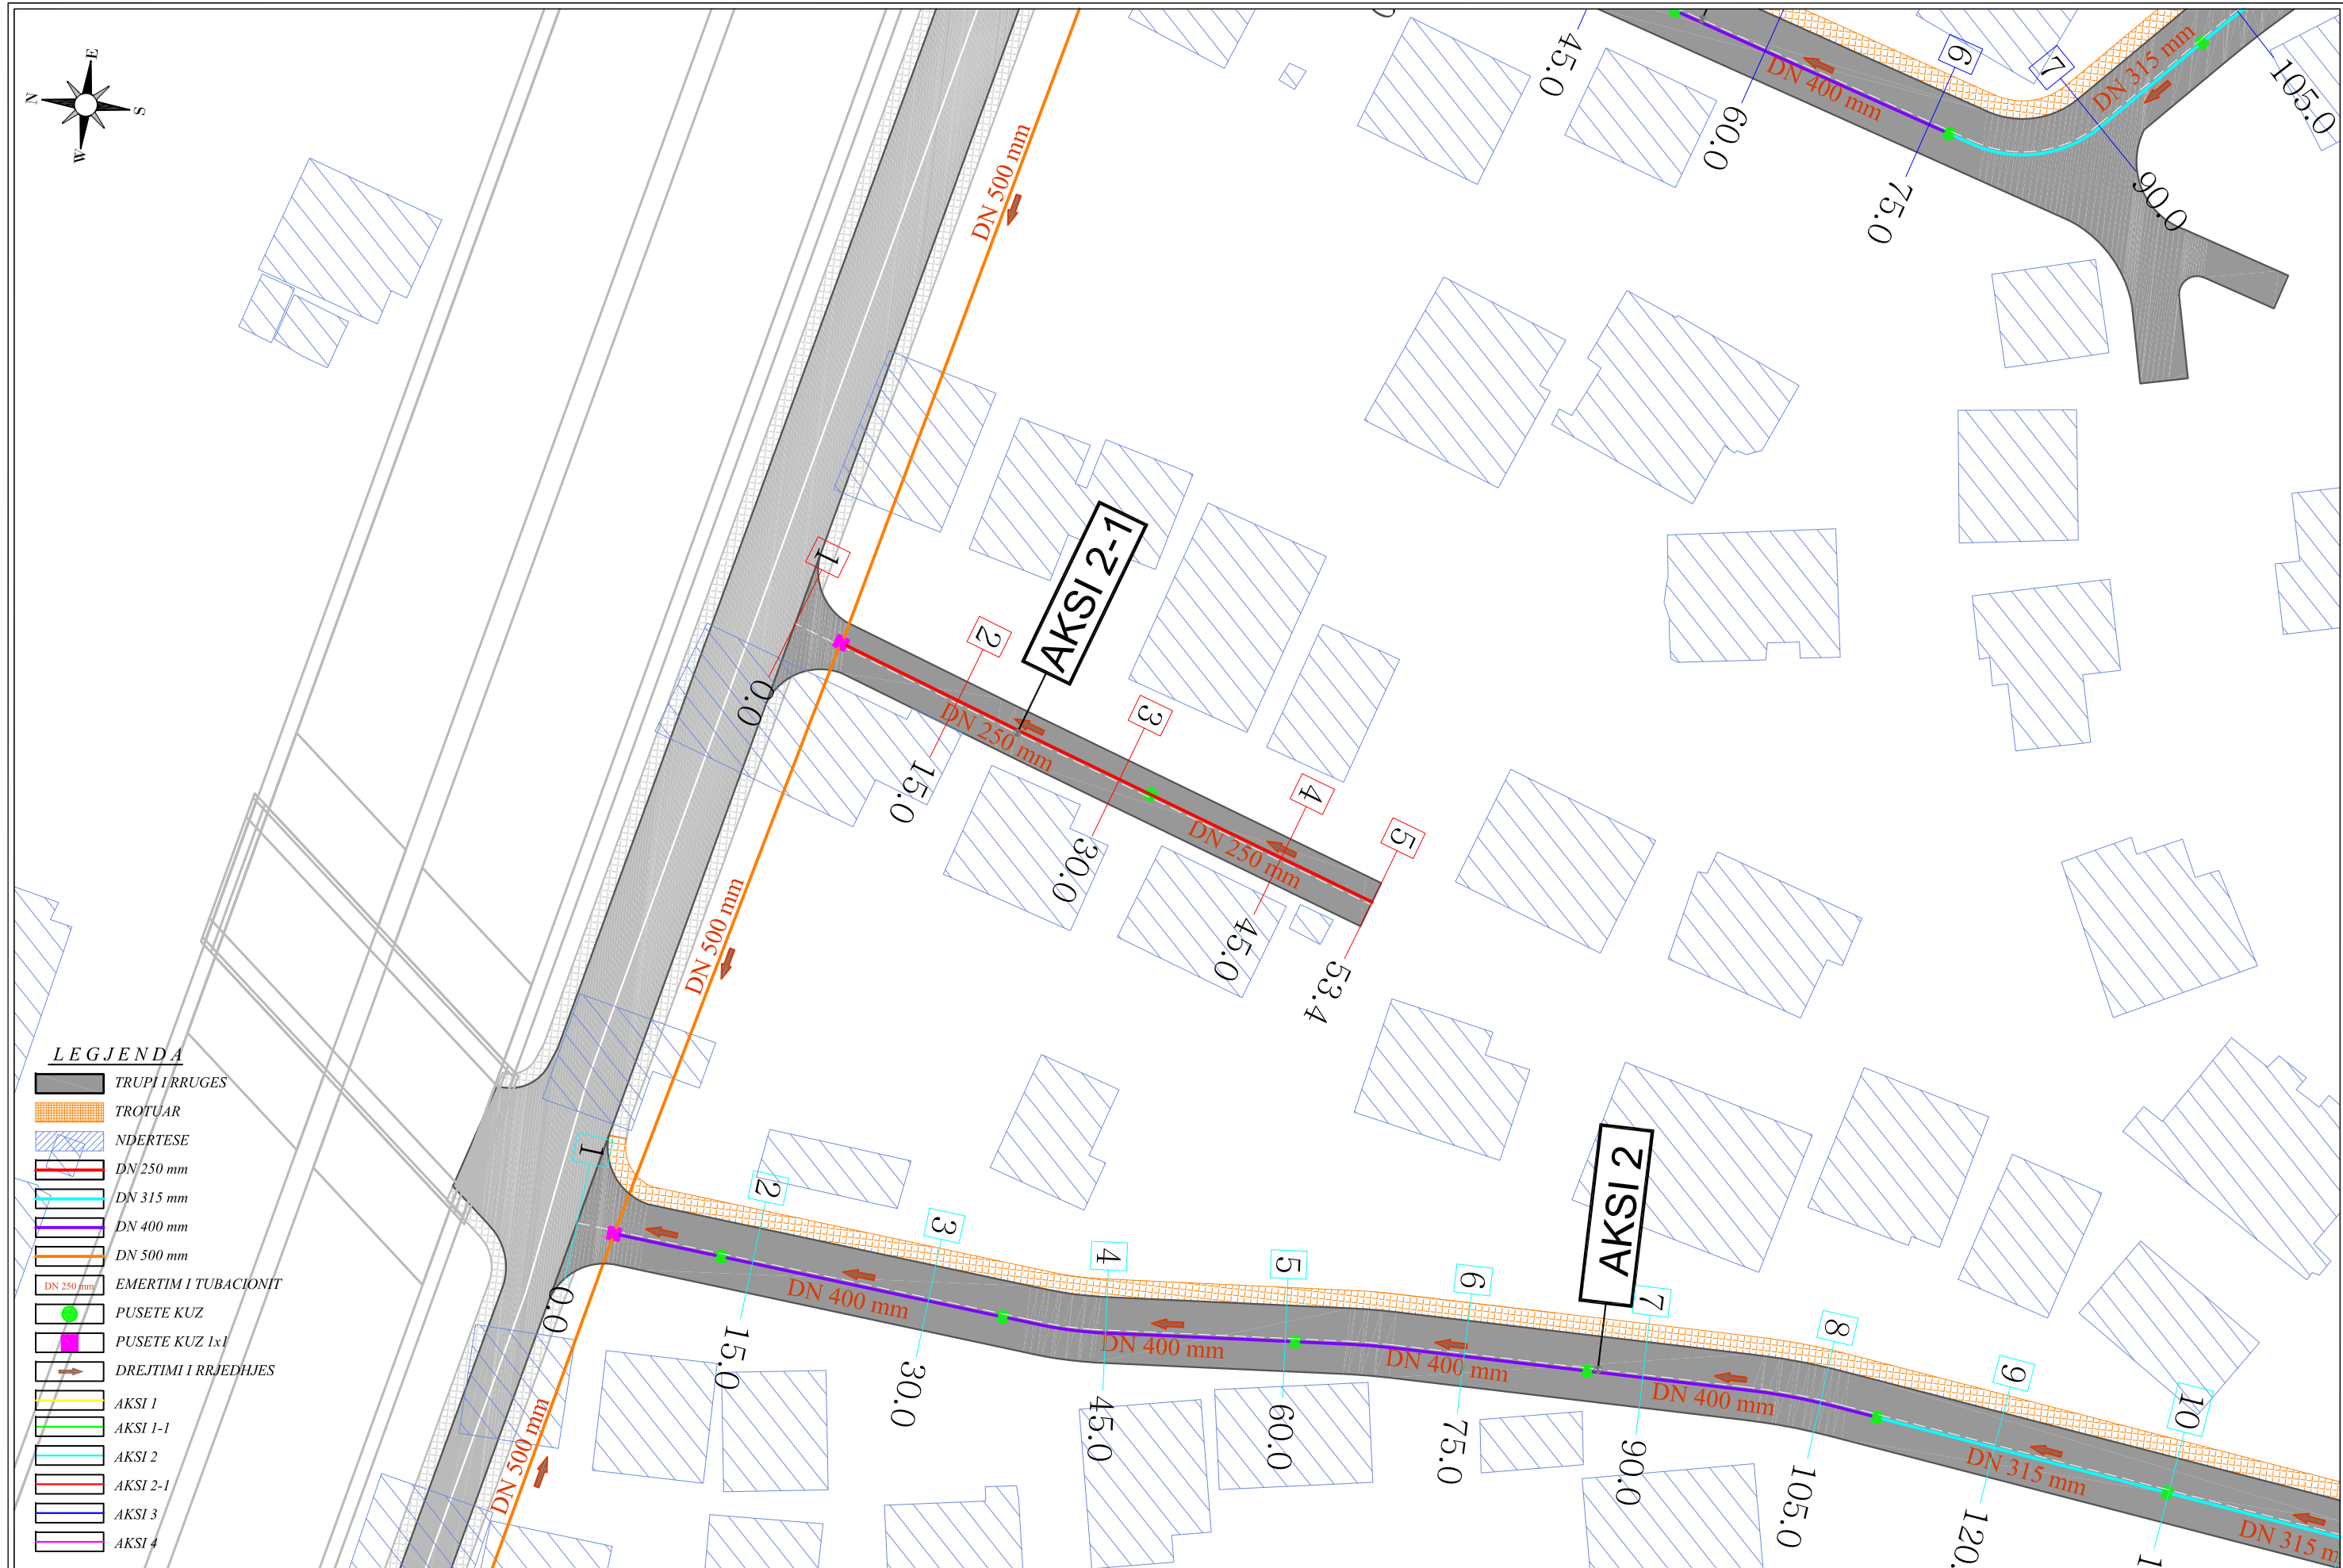 E
N
S
W
DN 500 mm
45.0
DN 400 mm
60.0
6
75.0
7
DN 315 mm
90.0
105.0
1
0.0
2
15.0
AKSI 2-1
DN 250 mm
3
30.0
DN 250 mm
4
45.0
5
53.4
DN 500 mm
1
0.0
2
15.0
DN 400 mm
3
30.0
4
45.0
DN 400 mm
5
60.0
6
75.0
DN 400 mm
AKSI 2
7
90.0
DN 400 mm
8
105.0
9
120.
DN 315 mm
10
1
DN 315 m
DN 500 mm
LEGJENDA
TRUPI I RRUGES
TROTUAR
NDERTESE
DN 250 mm
DN 315 mm
DN 400 mm
DN 500 mm
DN 250 mm EMERTIM I TUBACIONIT
PUSETE KUZ
PUSETE KUZ 1x1
DREJTIMI I RRJEDHJES
AKSI 1
AKSI 1-1
AKSI 2
AKSI 2-1
AKSI 3
AKSI 4